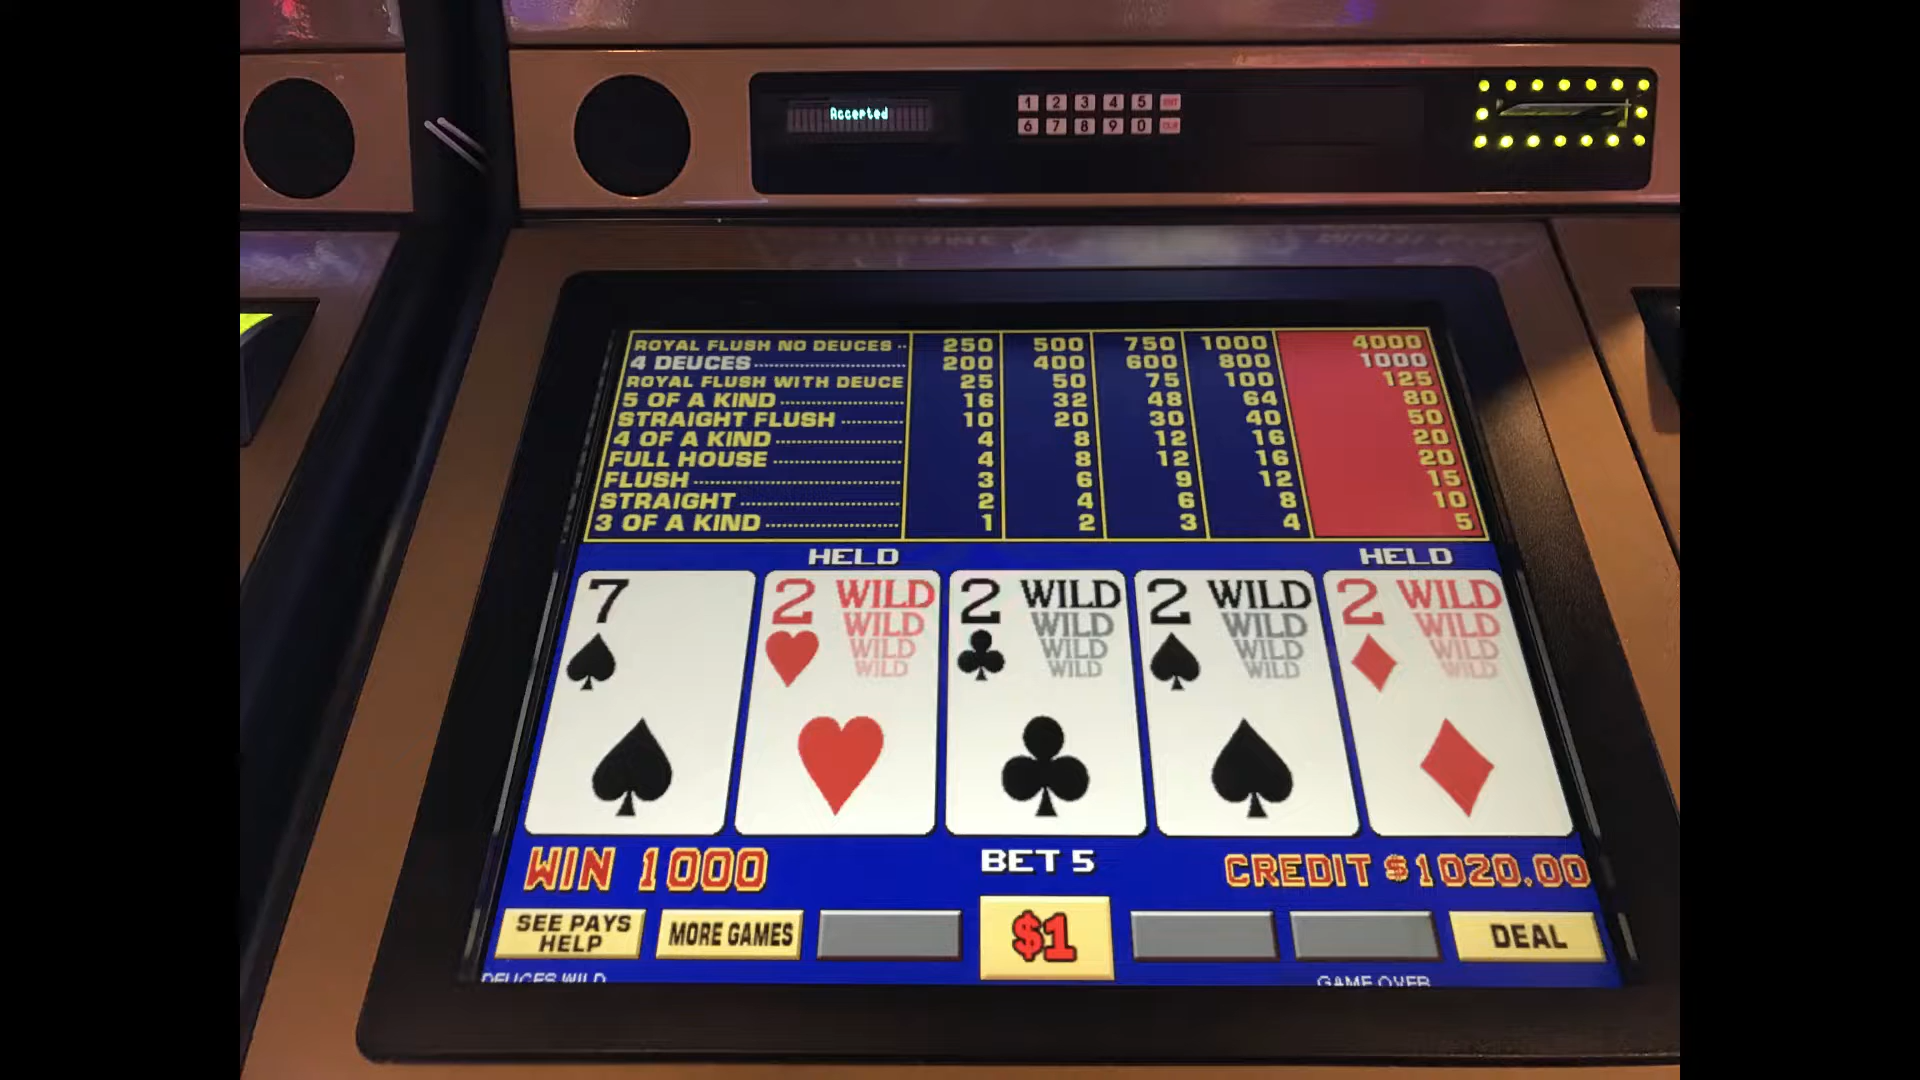 Accepted
1 2 3 4 5 ENT
6 7 8 9 0 CLR
ROYAL FLUSH NO DEUCES .. 250 500 750 1000 4000
4 DEUCES 200 400 600 800 1000
ROYAL FLUSH WITH DEUCE 25 50 75 100 125
5 OF A KIND 16 32 48 64 80
STRAIGHT FLUSH 10 20 30 40 50
4 OF A KIND 4 8 12 16 20
FULL HOUSE 4 8 12 16 20
FLUSH 3 6 9 12 15
STRAIGHT 2 4 6 8 10
3 OF A KIND 1 2 3 4 5
HELD HELD
7 2 WILD 2 WILD 2 WILD 2 WILD
WILD WILD WILD WILD
WILD WILD WILD WILD
WILD WILD WILD WILD
WIN 1000 BET 5 CREDIT $1020.00
SEE PAYS HELP MORE GAMES $1 DEAL
DEUCES WILD GAME OVER